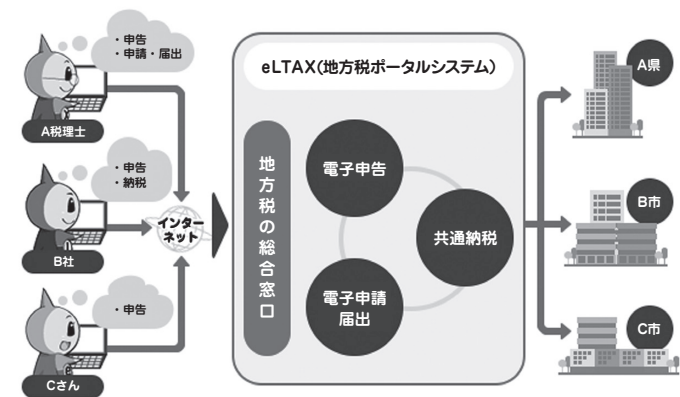 ・申告
・申請・届出
A税理士
・申告
・納税
B社
・申告
Cさん
インター
ネット
eLTAX(地方税ポータルシステム)
地方税の総合窓口
電子申告
共通納税
電子申請
届出
A県
B市
C市